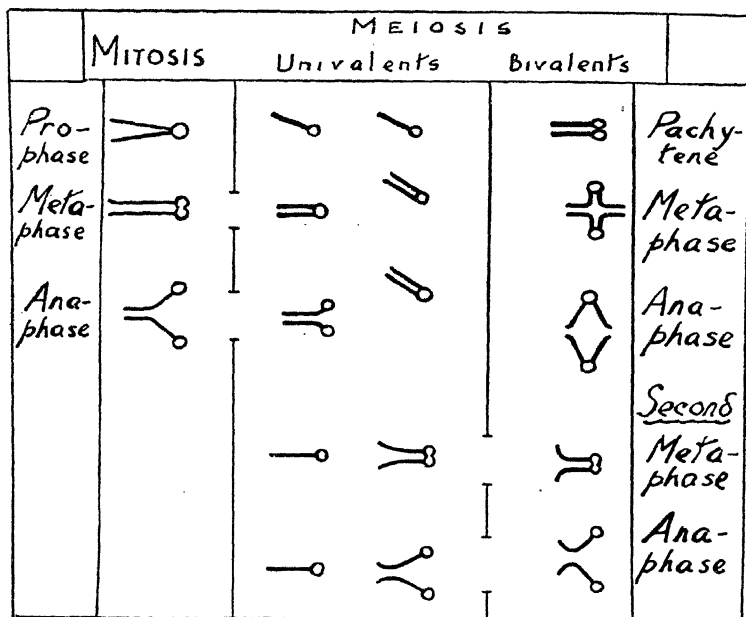 MEIOSIS
MITOSIS
Univalents
Bivalents
Pro-
phase
Pachy-
tene
Meta-
phase
Meta-
phase
Ana-
phase
Ana-
phase
Second
Meta-
phase
Ana-
phase